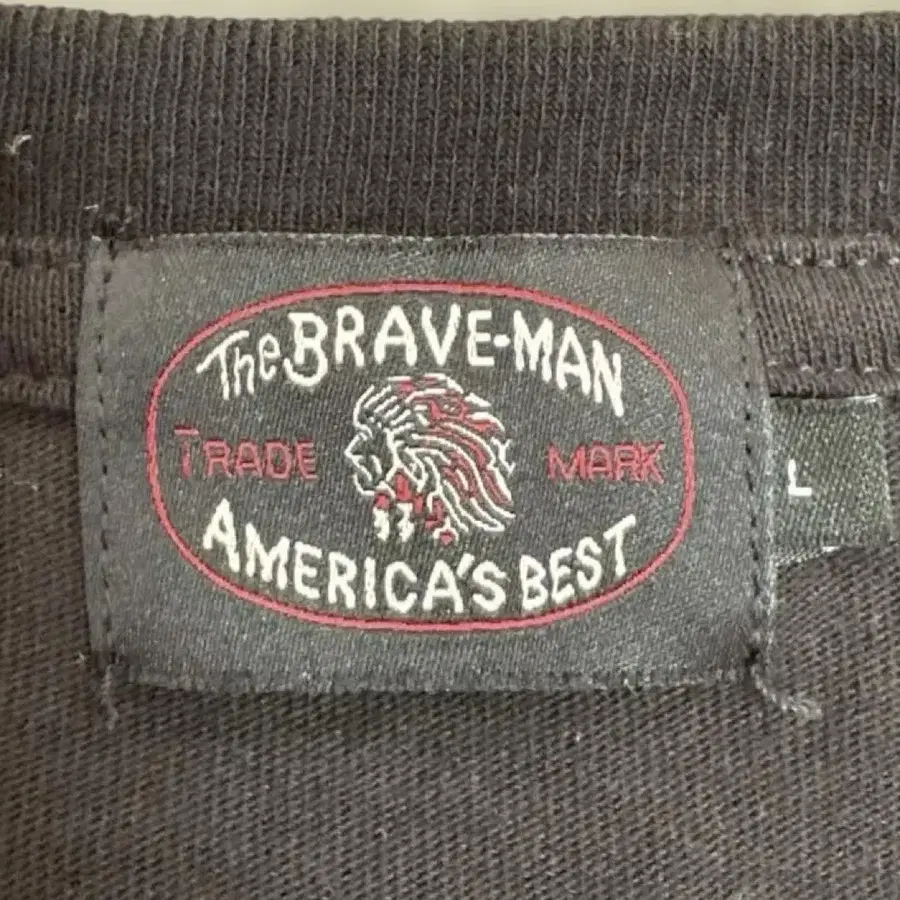 The BRAVE-MAN
TRADE MARK
AMERICA'S BEST
L